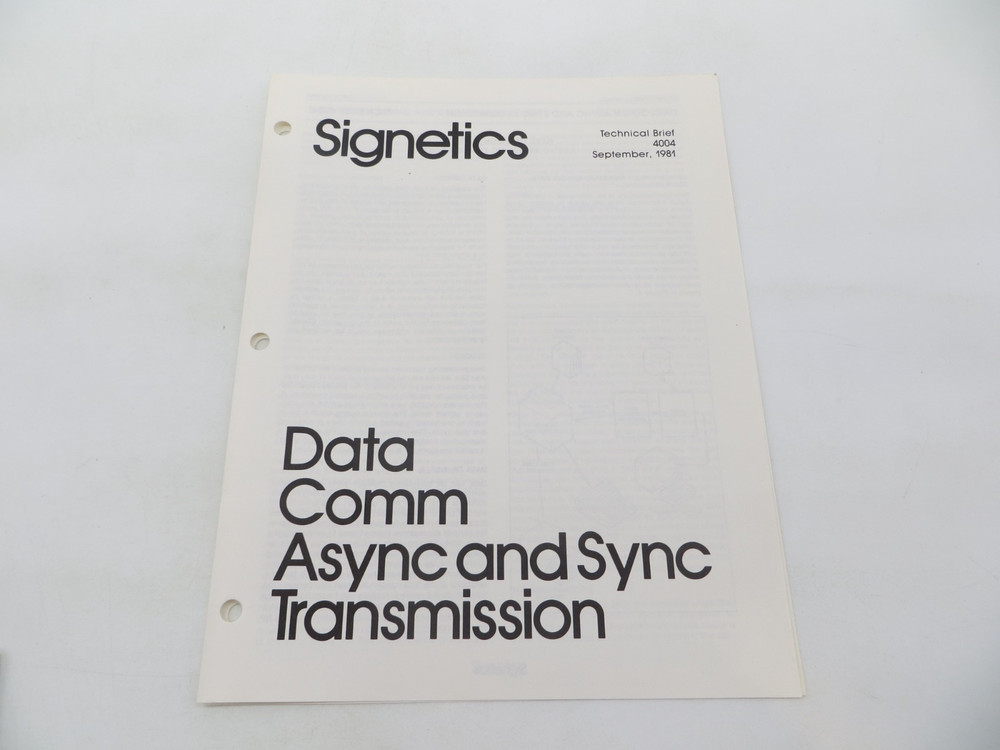 Signetics
Technical Brief
4004
September, 1981
Data
Comm
Async and Sync
Transmission